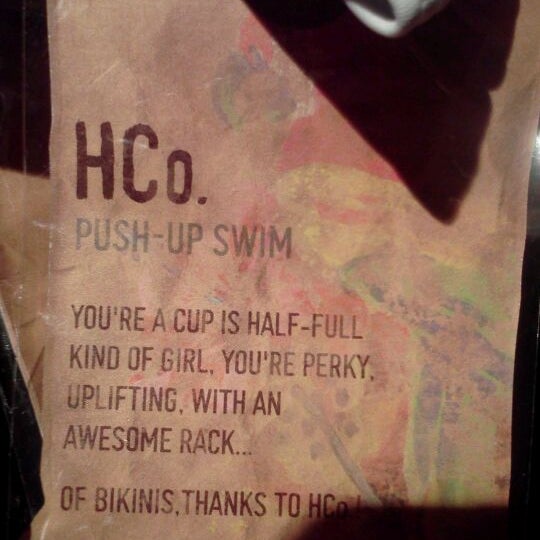 HCo.
PUSH-UP SWIM
YOU'RE A CUP IS HALF-FULL
KIND OF GIRL. YOU'RE PERKY,
UPLIFTING, WITH AN
AWESOME RACK...
OF BIKINIS, THANKS TO HCo.!